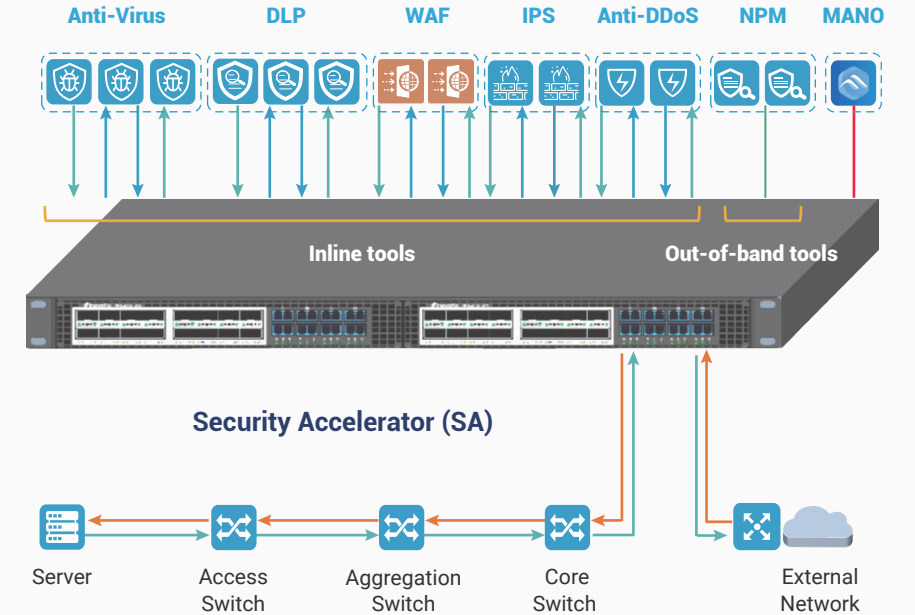 Anti-Virus
DLP
WAF
IPS
Anti-DDoS
NPM
MANO
Inline tools
Out-of-band tools
Security Accelerator (SA)
Server
Access
Switch
Aggregation
Switch
Core
Switch
External
Network